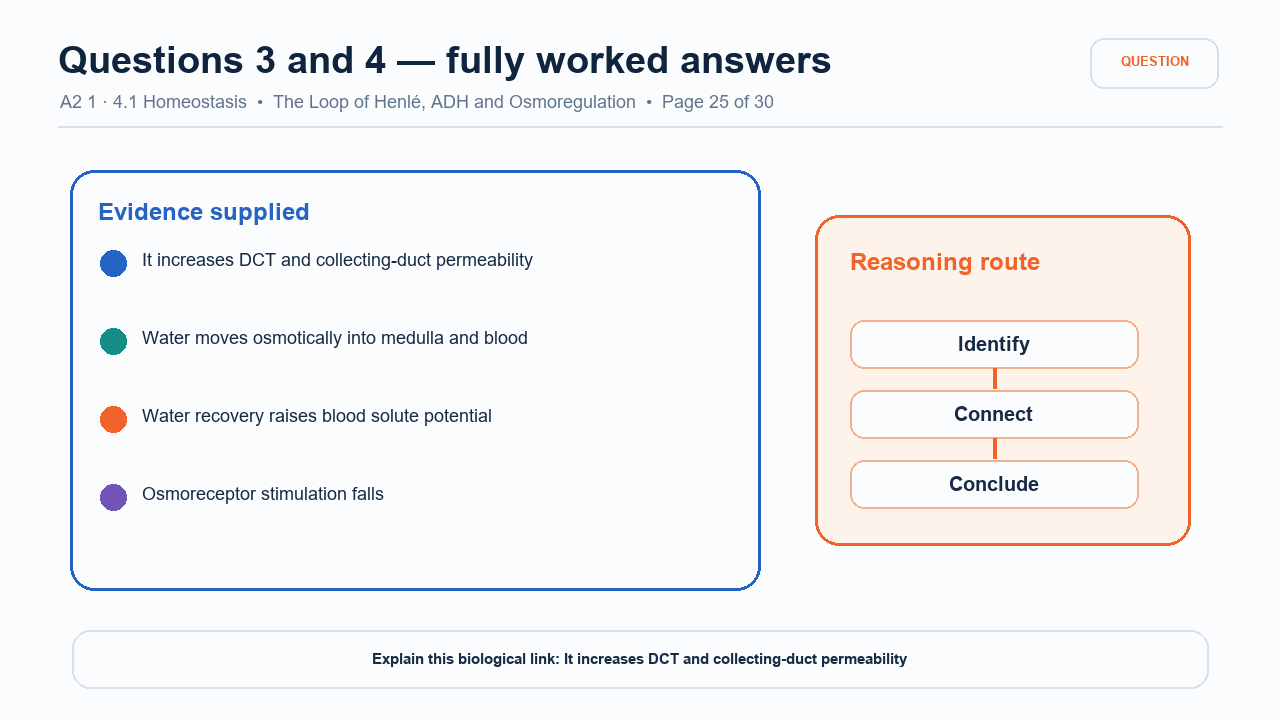 Questions 3 and 4 — fully worked answers
QUESTION
A2 1 · 4.1 Homeostasis • The Loop of Henlé, ADH and Osmoregulation • Page 25 of 30
Evidence supplied
It increases DCT and collecting-duct permeability
Water moves osmotically into medulla and blood
Water recovery raises blood solute potential
Osmoreceptor stimulation falls
Reasoning route
Identify
Connect
Conclude
Explain this biological link: It increases DCT and collecting-duct permeability